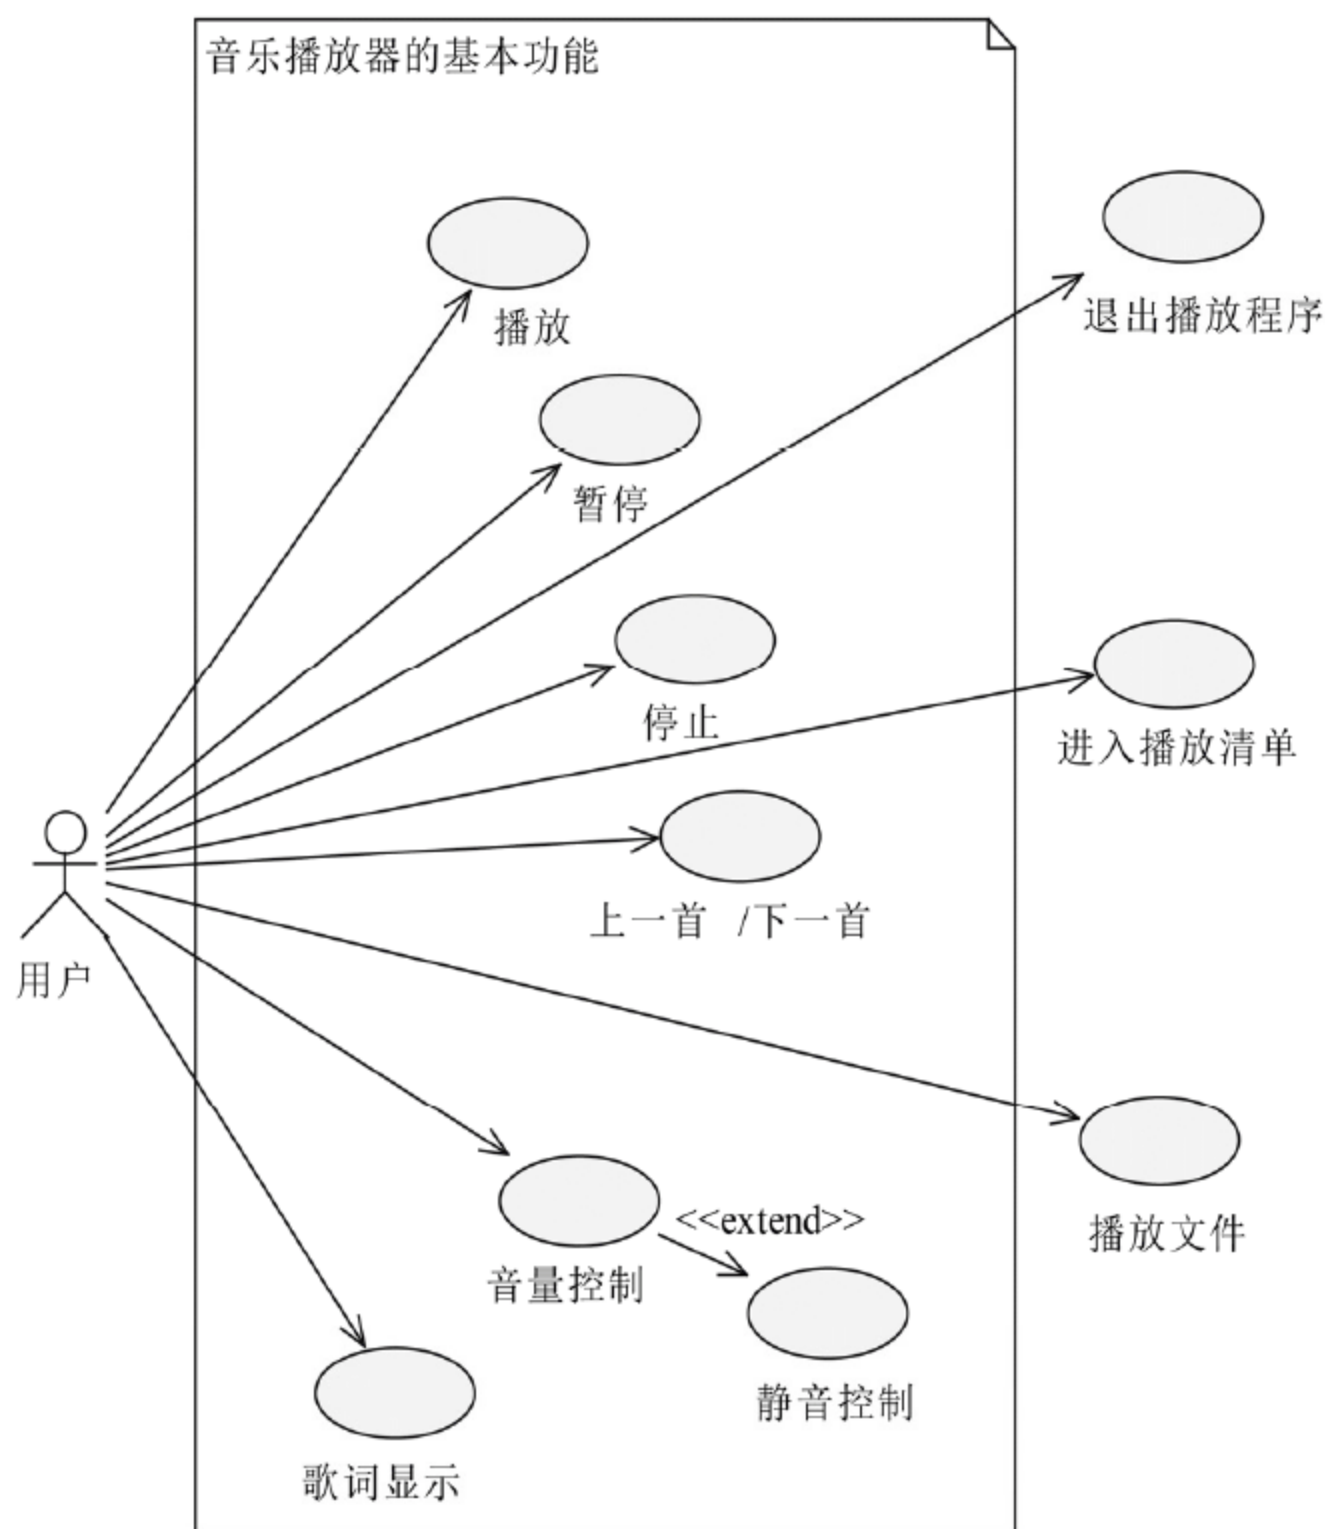 音乐播放器的基本功能
播放
退出播放程序
暂停
停止
进入播放清单
上一首 /下一首
用户
播放文件
<<extend>>
音量控制
静音控制
歌词显示